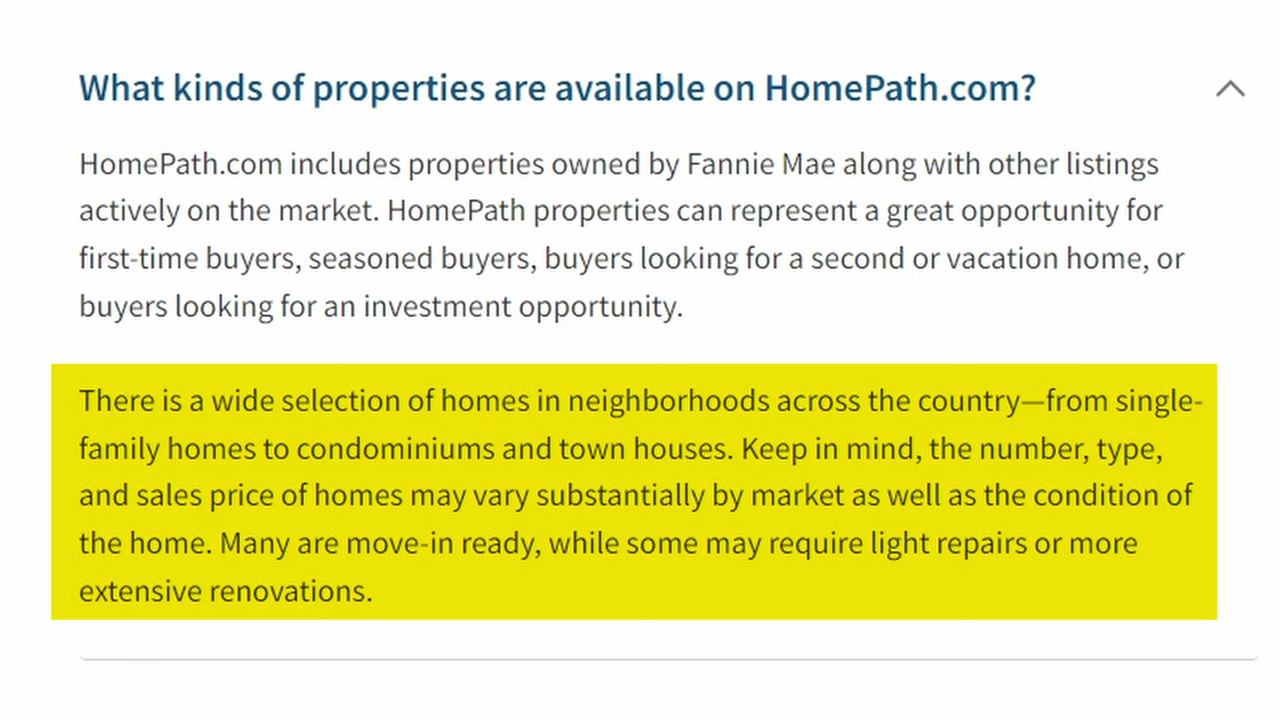 What kinds of properties are available on HomePath.com?
HomePath.com includes properties owned by Fannie Mae along with other listings
actively on the market. HomePath properties can represent a great opportunity for
first-time buyers, seasoned buyers, buyers looking for a second or vacation home, or
buyers looking for an investment opportunity.
There is a wide selection of homes in neighborhoods across the country—from single-
family homes to condominiums and town houses. Keep in mind, the number, type,
and sales price of homes may vary substantially by market as well as the condition of
the home. Many are move-in ready, while some may require light repairs or more
extensive renovations.